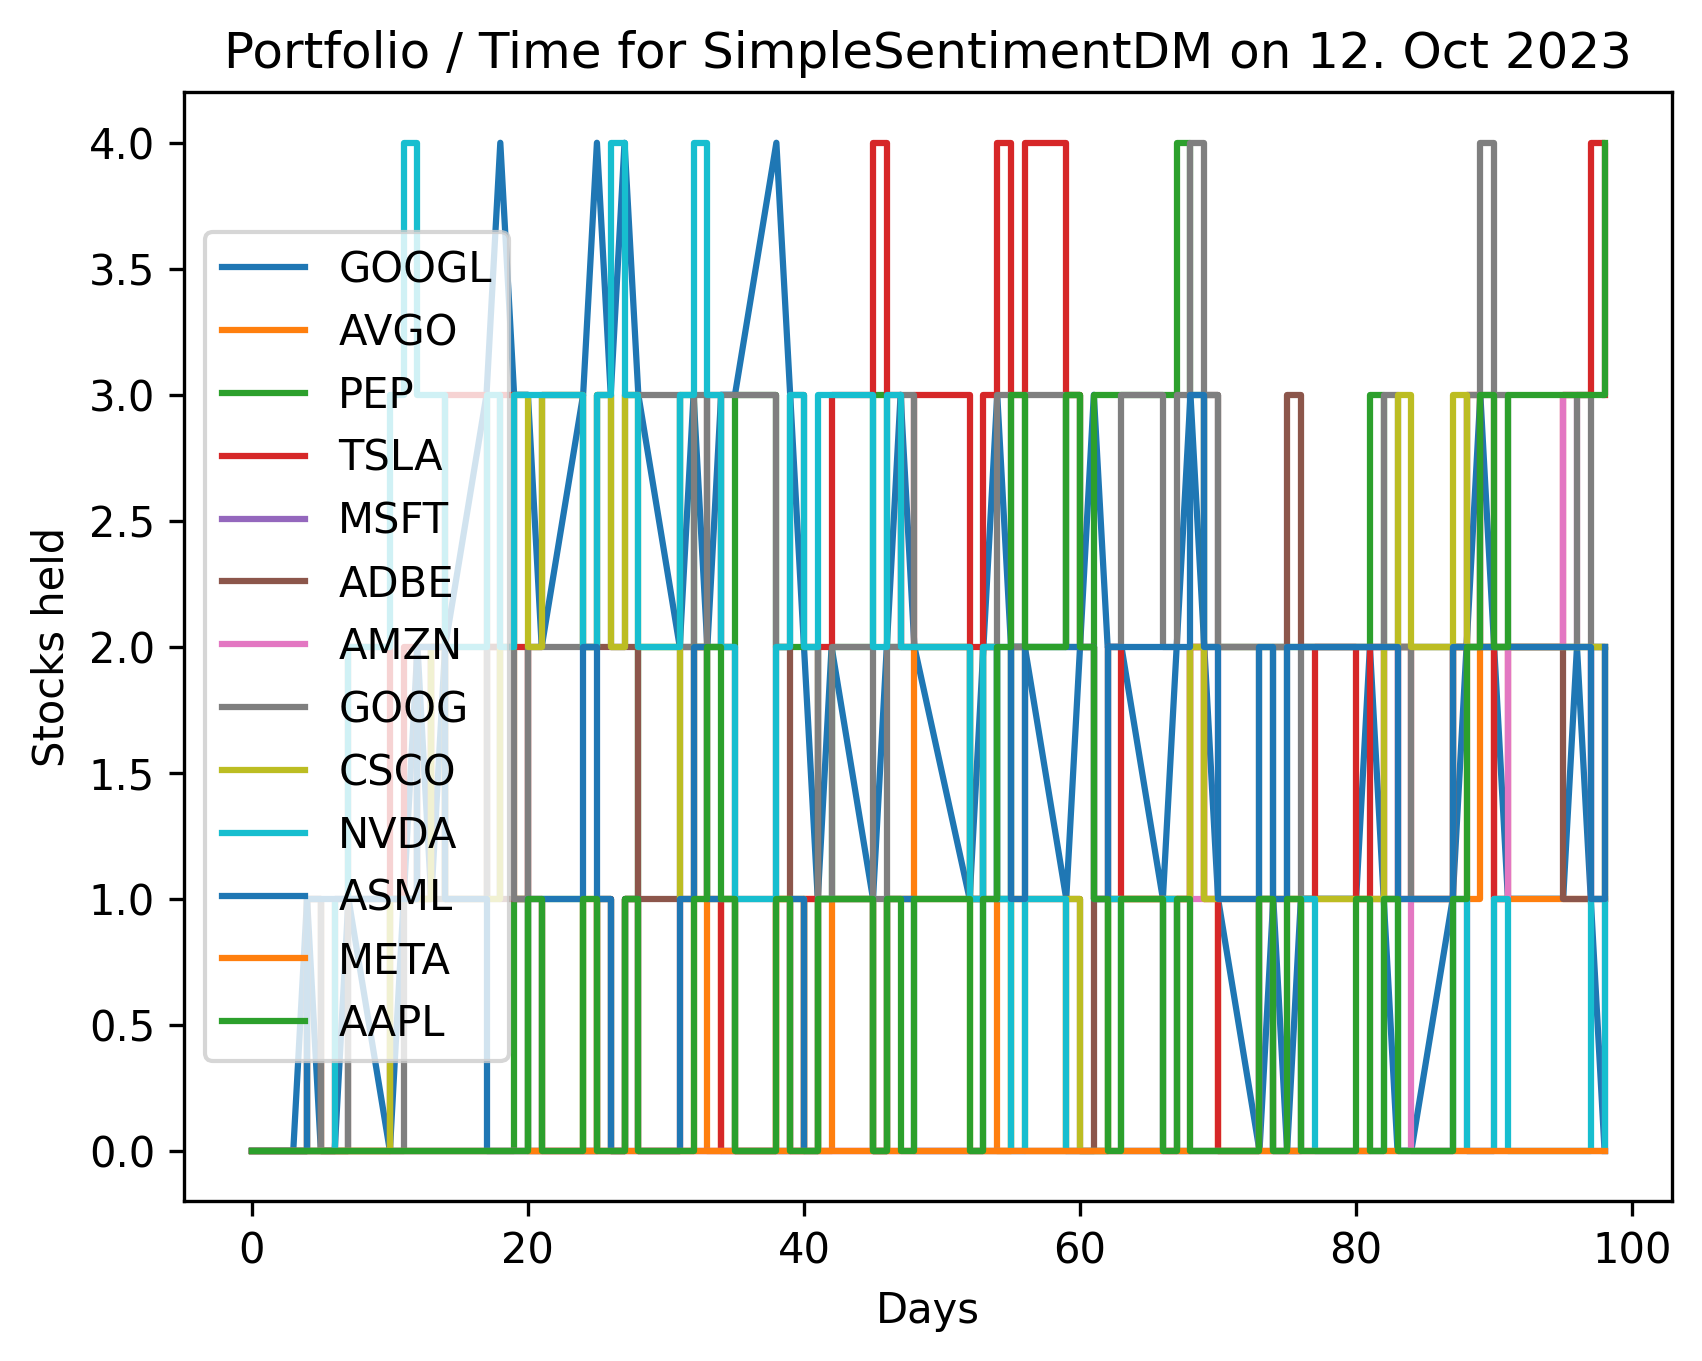 Portfolio / Time for SimpleSentimentDM on 12. Oct 2023
4.0
3.5
3.0
2.5
2.0
1.5
1.0
0.5
0.0
Stocks held
GOOGL
AVGO
PEP
TSLA
MSFT
ADBE
AMZN
GOOG
CSCO
NVDA
ASML
META
AAPL
0 20 40 60 80 100
Days